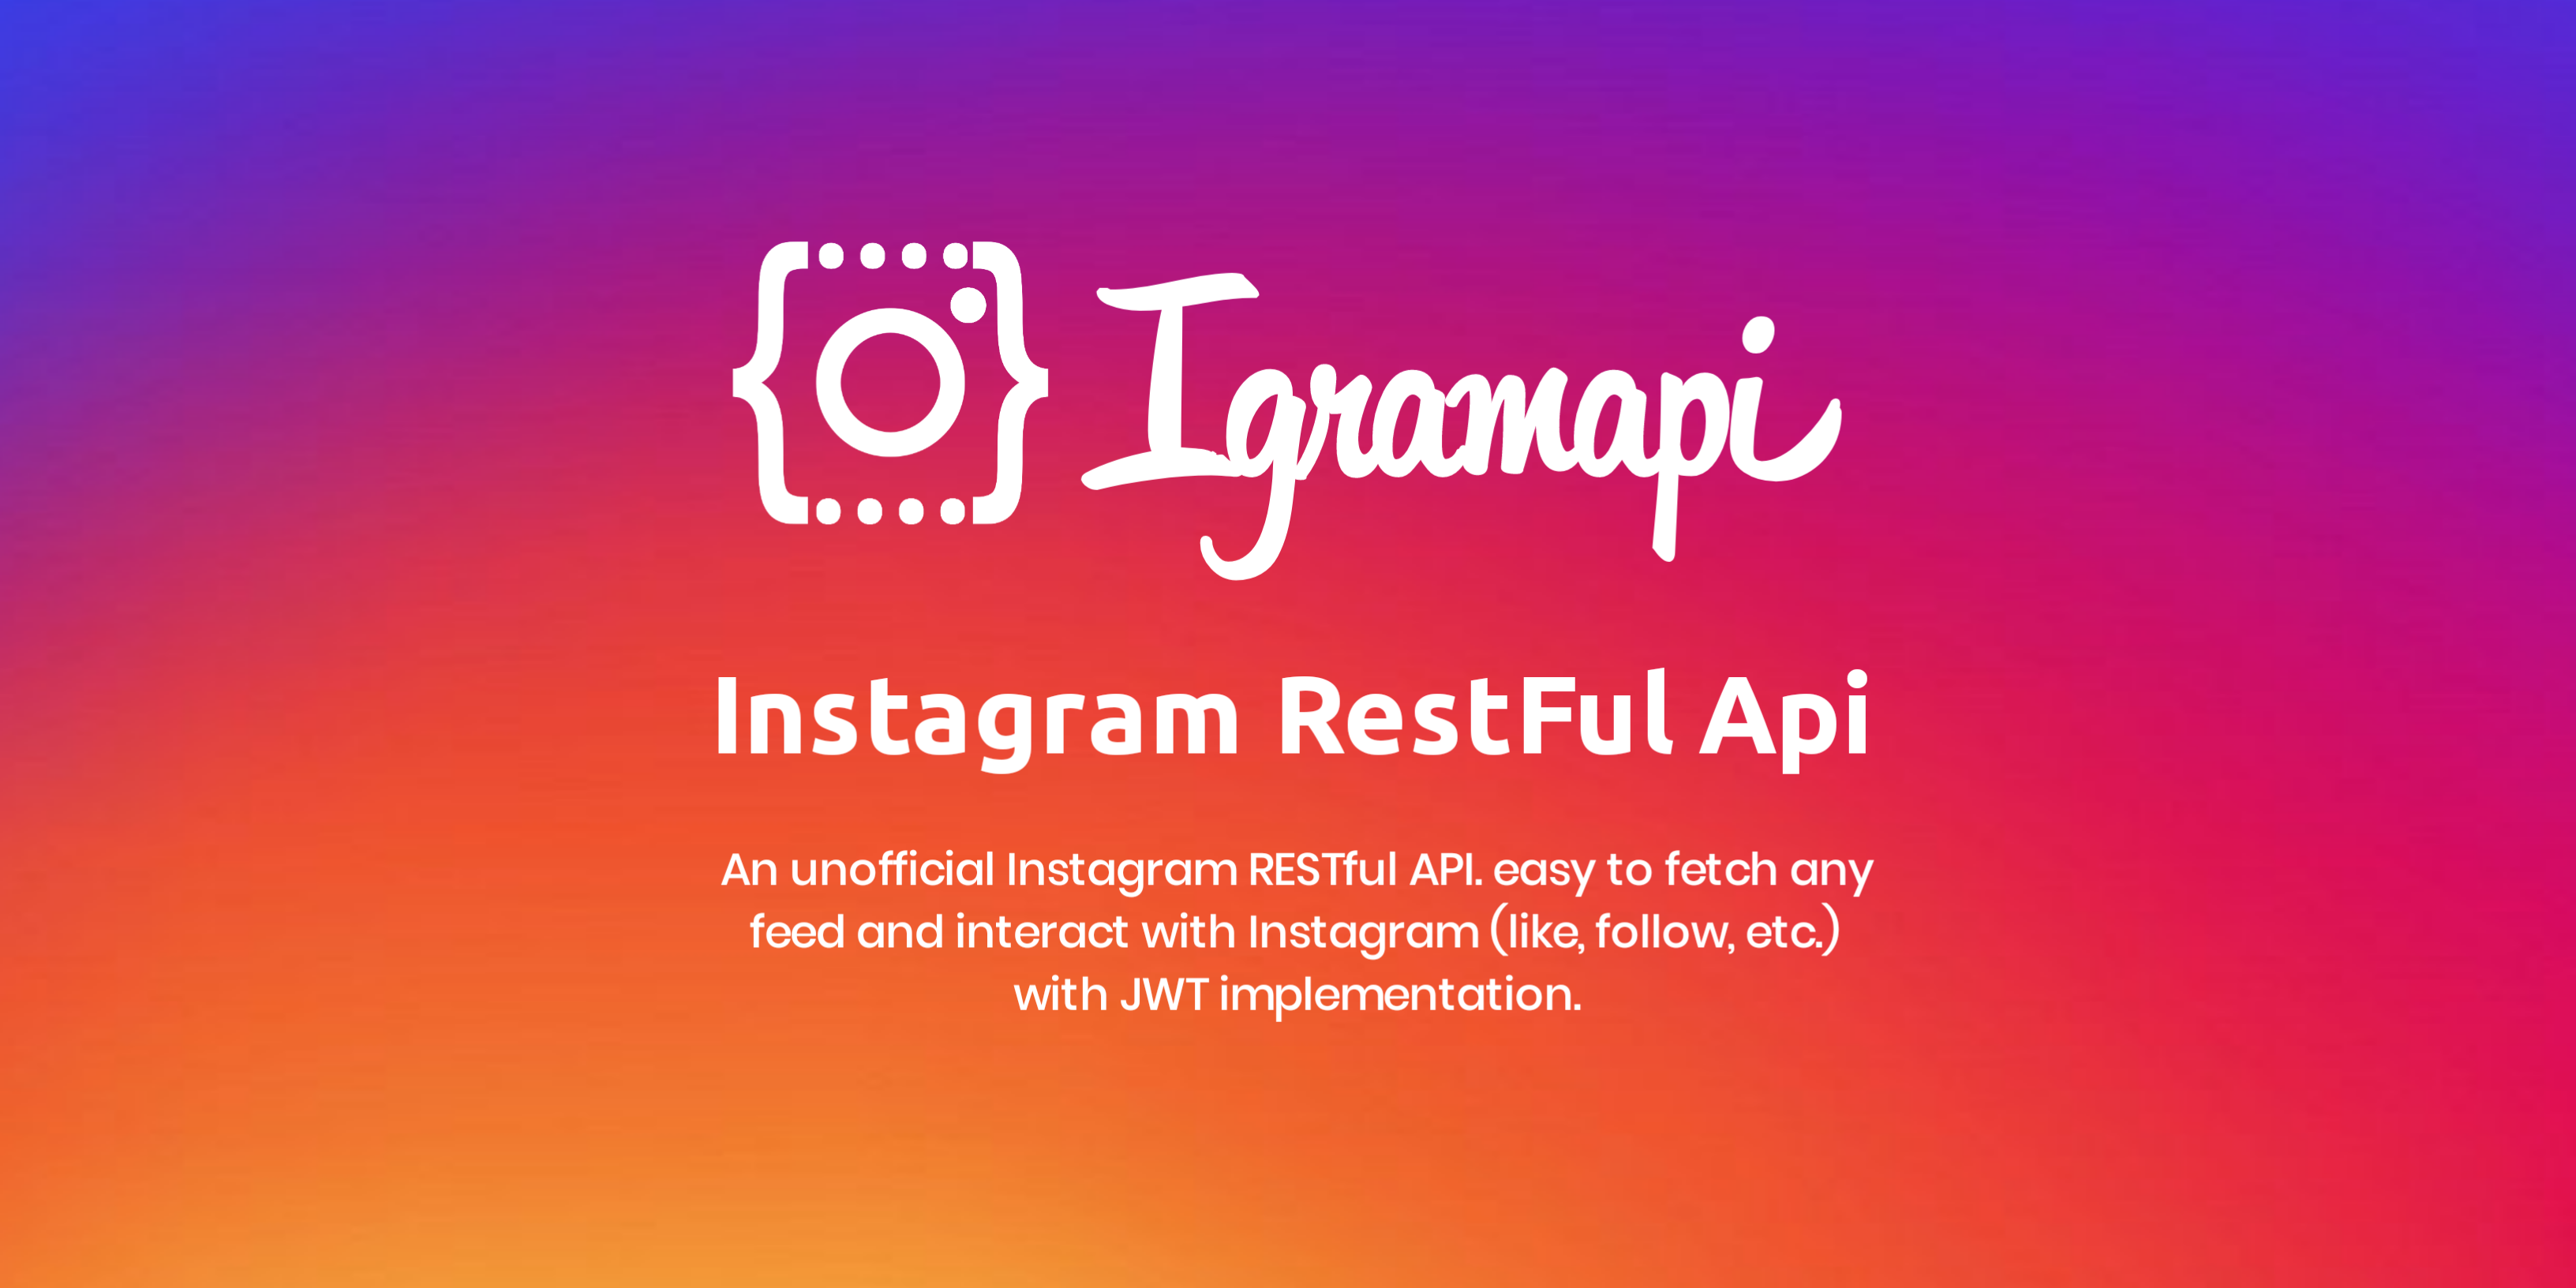 Igramapi
Instagram RestFul Api
An unofficial Instagram RESTful API. easy to fetch any
feed and interact with Instagram (like, follow, etc.)
with JWT implementation.